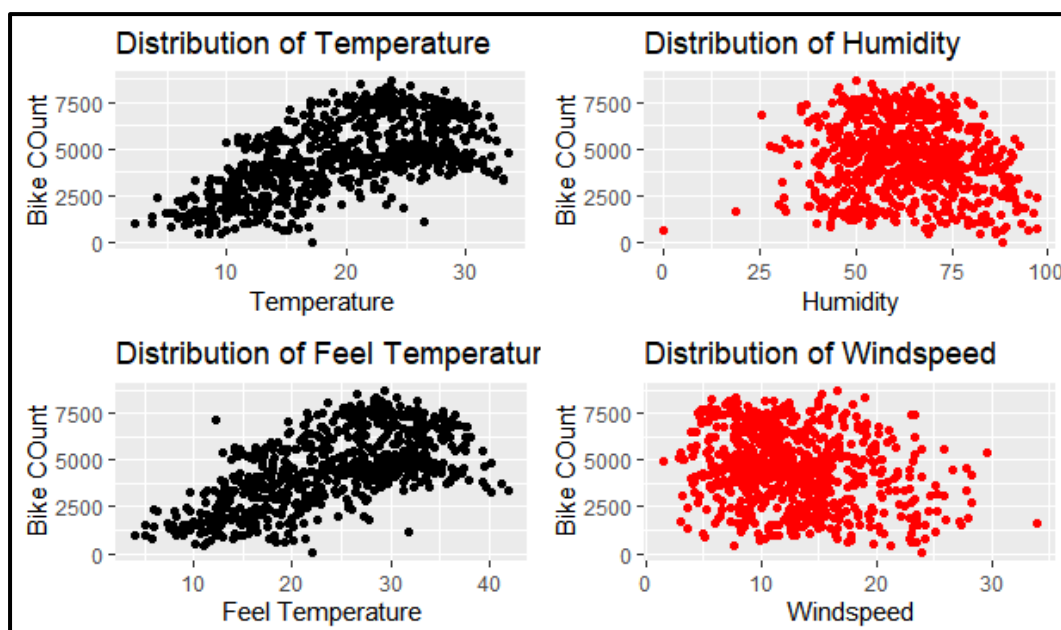 Distribution of Temperature
Bike COunt
7500
5000
2500
0
10 20 30
Temperature
Distribution of Humidity
Bike COunt
7500
5000
2500
0
0 25 50 75 100
Humidity
Distribution of Feel Temperatur
Bike COunt
7500
5000
2500
0
10 20 30 40
Feel Temperature
Distribution of Windspeed
Bike COunt
7500
5000
2500
0
0 10 20 30
Windspeed